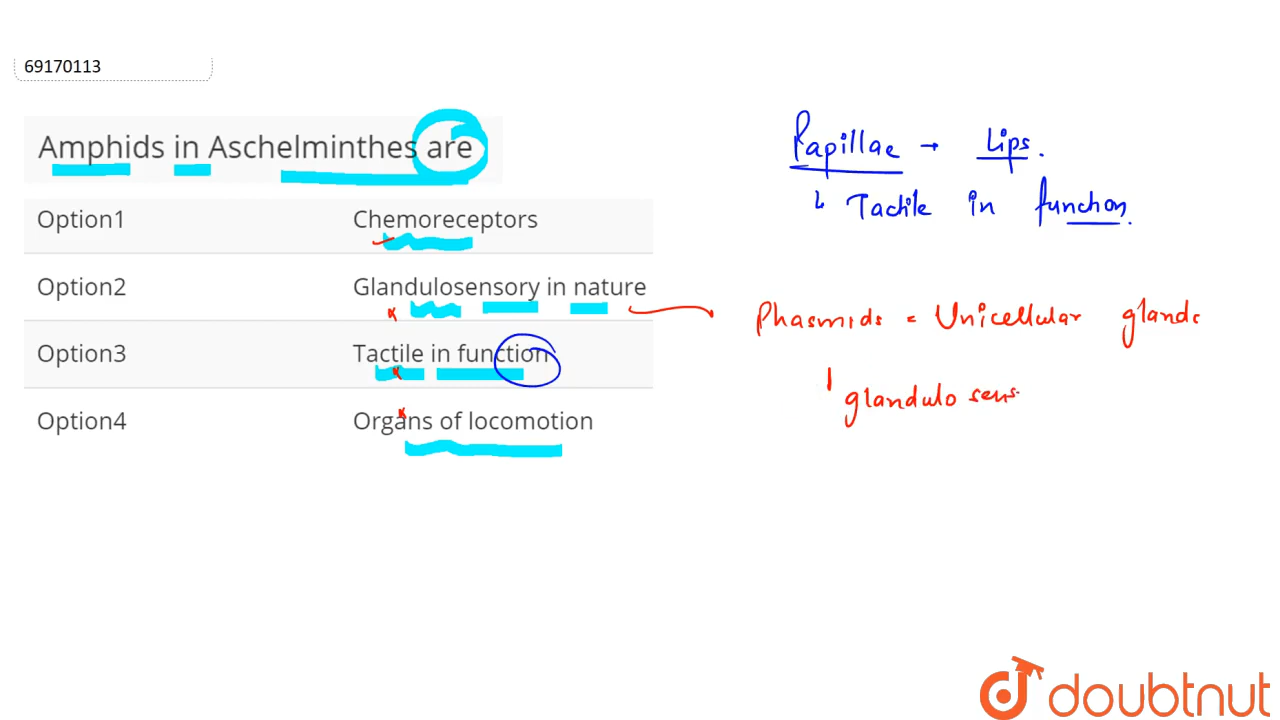 69170113
Amphids in Aschelminthes are
Option1 Chemoreceptors
Option2 Glandulosensory in nature
Option3 Tactile in function
Option4 Organs of locomotion
Papillae → Lips.
↳ Tactile in function.
Phasmids = Unicellular glands
glandulo sens
doubtnut